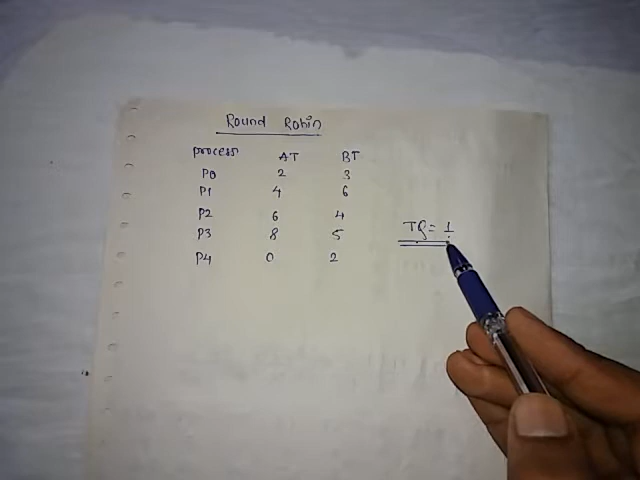 Round Robin
process AT BT
P0 2 3
P1 4 6
P2 6 4
P3 8 5
P4 0 2
TQ = 1